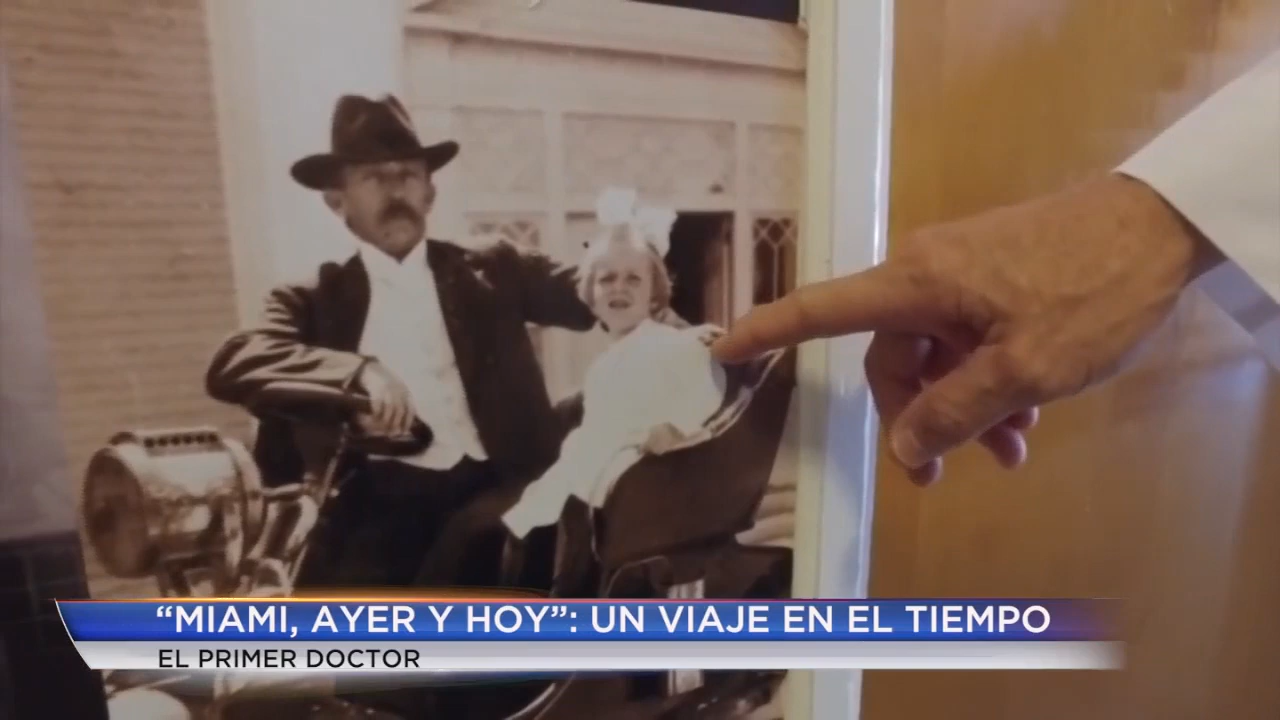 “MIAMI, AYER Y HOY”: UN VIAJE EN EL TIEMPO
EL PRIMER DOCTOR